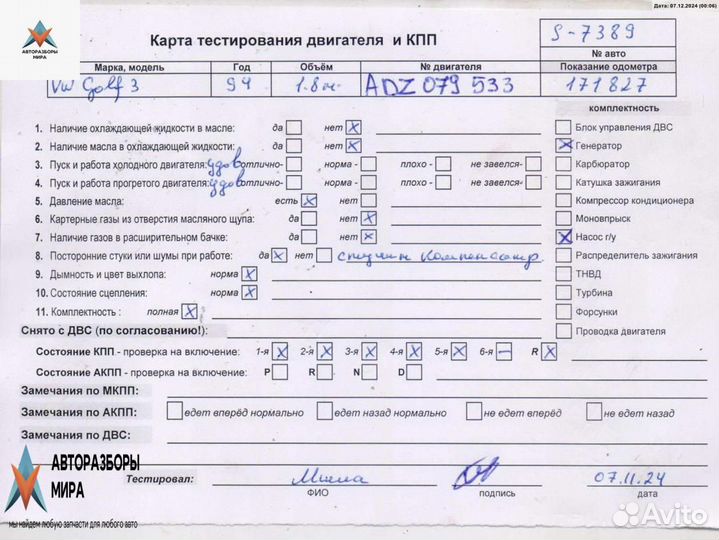 Дата: 07.12.2024 (00:06)
АВТОРАЗБОРЫ
МИРА
Карта тестирования двигателя и КПП
S-7389
№ авто
Марка, модель Год Объём № двигателя Показание одометра
VW Golf 3 94 1.8 ADZ 079 533 171827
комплектность
1. Наличие охлаждающей жидкости в масле: да нет X Блок управления ДВС
2. Наличие масла в охлаждающей жидкости: да нет X X Генератор
3. Пуск и работа холодного двигателя: удов отлично- норма - плохо - не завелся- Карбюратор
4. Пуск и работа прогретого двигателя: удов отлично- норма - плохо - не завелся- Катушка зажигания
5. Давление масла: есть X нет Компрессор кондиционера
6. Картерные газы из отверстия масляного щупа: да нет X Моновпрыск
7. Наличие газов в расширительном бачке: да нет X X Насос г/у
8. Посторонние стуки или шумы при работе: да X нет Распределитель зажигания
9. Дымность и цвет выхлопа: норма X ТНВД
10. Состояние сцепления: норма X Турбина
11. Комплектность : полная X Форсунки
Снято с ДВС (по согласованию!): Проводка двигателя
Состояние КПП - проверка на включение: 1-я X 2-я X 3-я X 4-я X 5-я X 6-я – R X
Состояние АКПП - проверка на включение: P R N D
Замечания по МКПП:
Замечания по АКПП: едет вперёд нормально едет назад нормально не едет вперёд не едет назад
Замечания по ДВС:
АВТОРАЗБОРЫ
МИРА
мы найдем любую запчасти для любого авто
Тестировал: 07.11.24
ФИО подпись дата
Avito